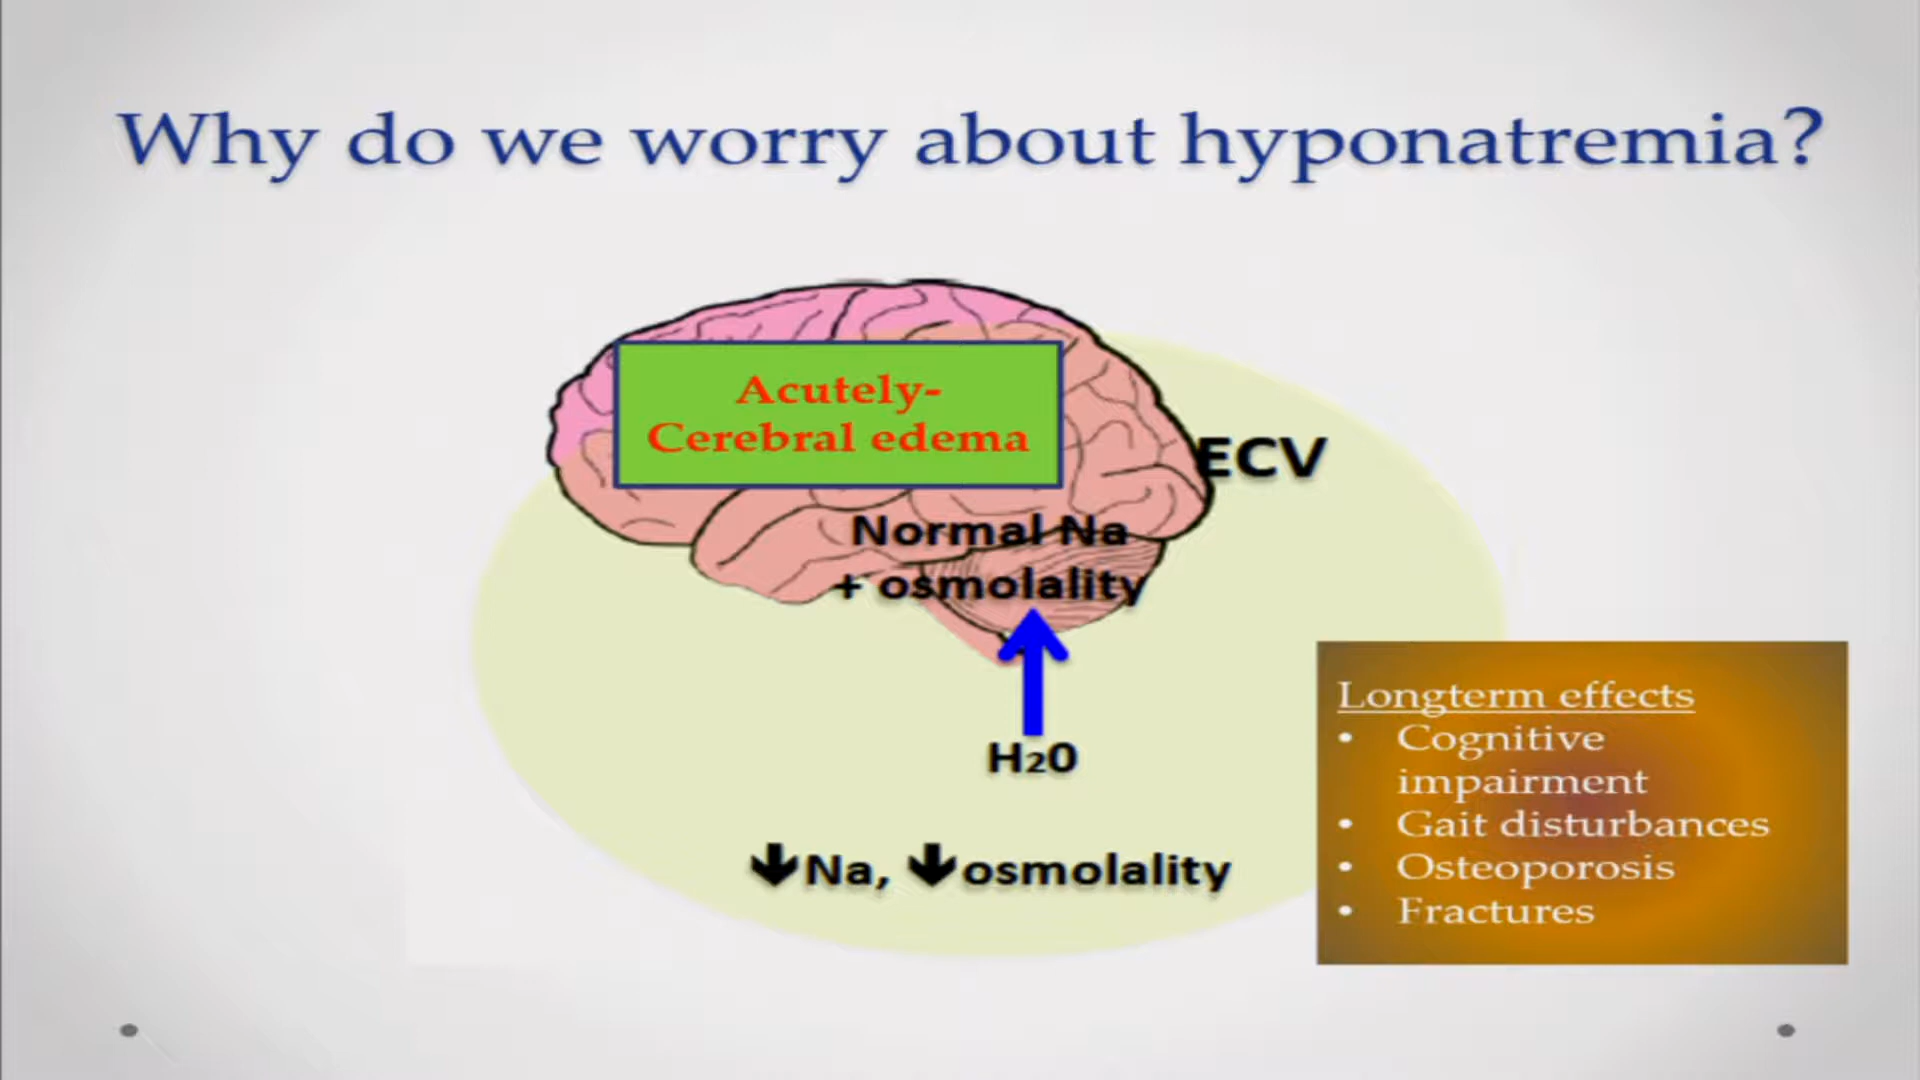 Why do we worry about hyponatremia?
Acutely-
Cerebral edema
ECV
Normal Na
+ osmolality
H₂0
🡇Na, 🡇osmolality
Longterm effects
• Cognitive
impairment
• Gait disturbances
• Osteoporosis
• Fractures